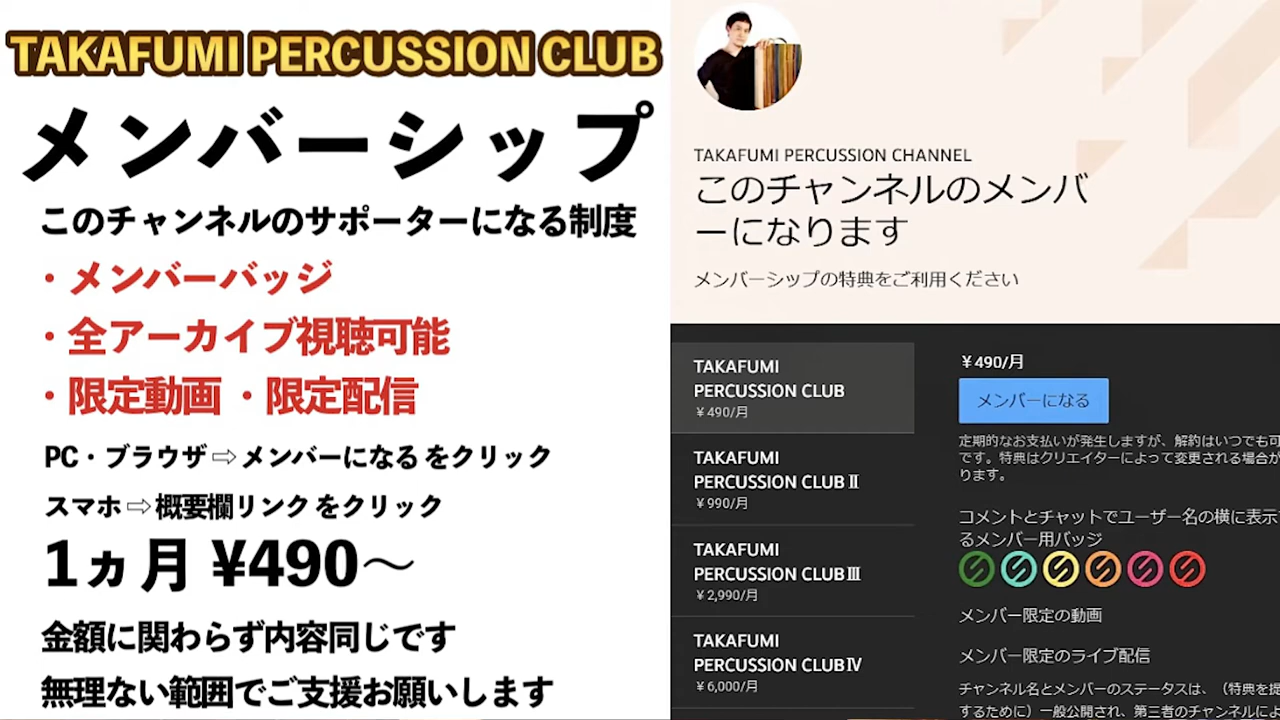 TAKAFUMI PERCUSSION CLUB
メンバーシップ
このチャンネルのサポーターになる制度
・メンバーバッジ
・全アーカイブ視聴可能
・限定動画 ・限定配信
PC・ブラウザ⇨メンバーになる をクリック
スマホ⇨概要欄リンク をクリック
1ヵ月 ¥490〜
金額に関わらず内容同じです
無理ない範囲でご支援お願いします
TAKAFUMI PERCUSSION CHANNEL
このチャンネルのメンバ
ーになります
メンバーシップの特典をご利用ください
TAKAFUMI
PERCUSSION CLUB
¥490/月
TAKAFUMI
PERCUSSION CLUBⅡ
¥990/月
TAKAFUMI
PERCUSSION CLUBⅢ
¥2,990/月
TAKAFUMI
PERCUSSION CLUBⅣ
¥6,000/月
¥490/月
メンバーになる
定期的なお支払いが発生しますが、解約はいつでも可
です。特典はクリエイターによって変更される場合が
ります。
コメントとチャットでユーザー名の横に表示
るメンバー用バッジ
メンバー限定の動画
メンバー限定のライブ配信
チャンネル名とメンバーのステータスは、（特典を提
するために）一般公開され、第三者のチャンネルによ